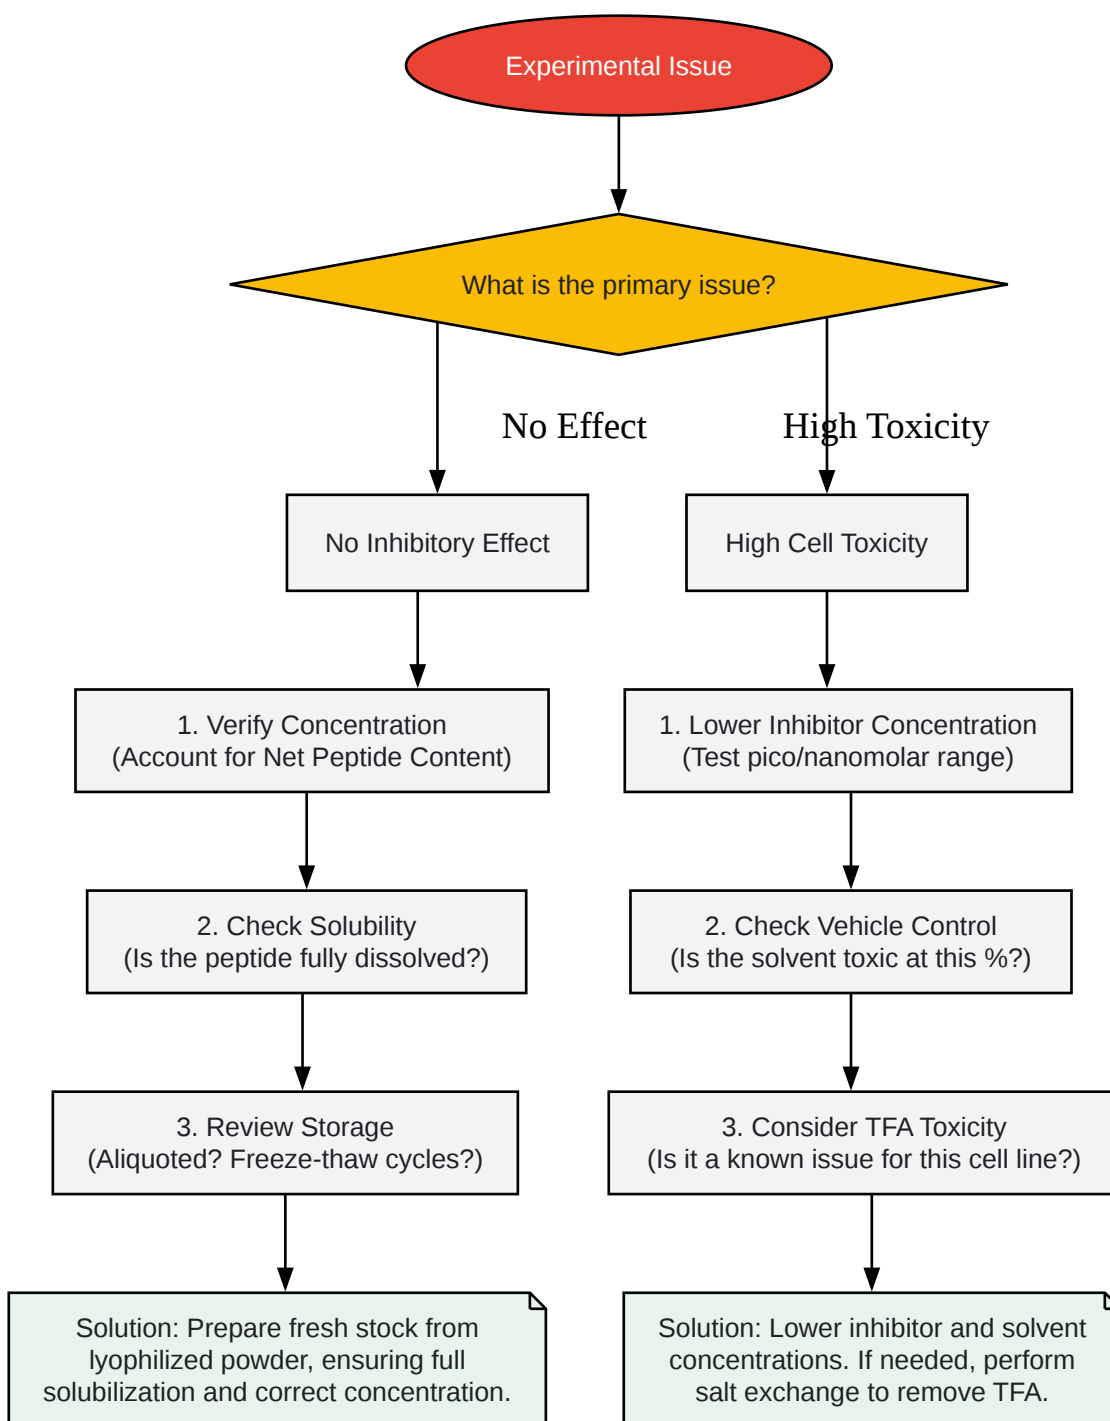 Experimental Issue
What is the primary issue?
No Effect
High Toxicity
No Inhibitory Effect
High Cell Toxicity
1. Verify Concentration
(Account for Net Peptide Content)
1. Lower Inhibitor Concentration
(Test pico/nanomolar range)
2. Check Solubility
(Is the peptide fully dissolved?)
2. Check Vehicle Control
(Is the solvent toxic at this %?)
3. Review Storage
(Aliquoted? Freeze-thaw cycles?)
3. Consider TFA Toxicity
(Is it a known issue for this cell line?)
Solution: Prepare fresh stock from
lyophilized powder, ensuring full
solubilization and correct concentration.
Solution: Lower inhibitor and solvent
concentrations. If needed, perform
salt exchange to remove TFA.